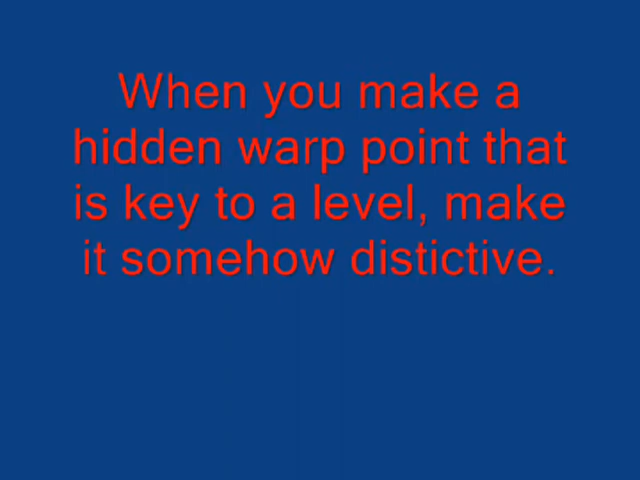 When you make a
hidden warp point that
is key to a level, make
it somehow distictive.